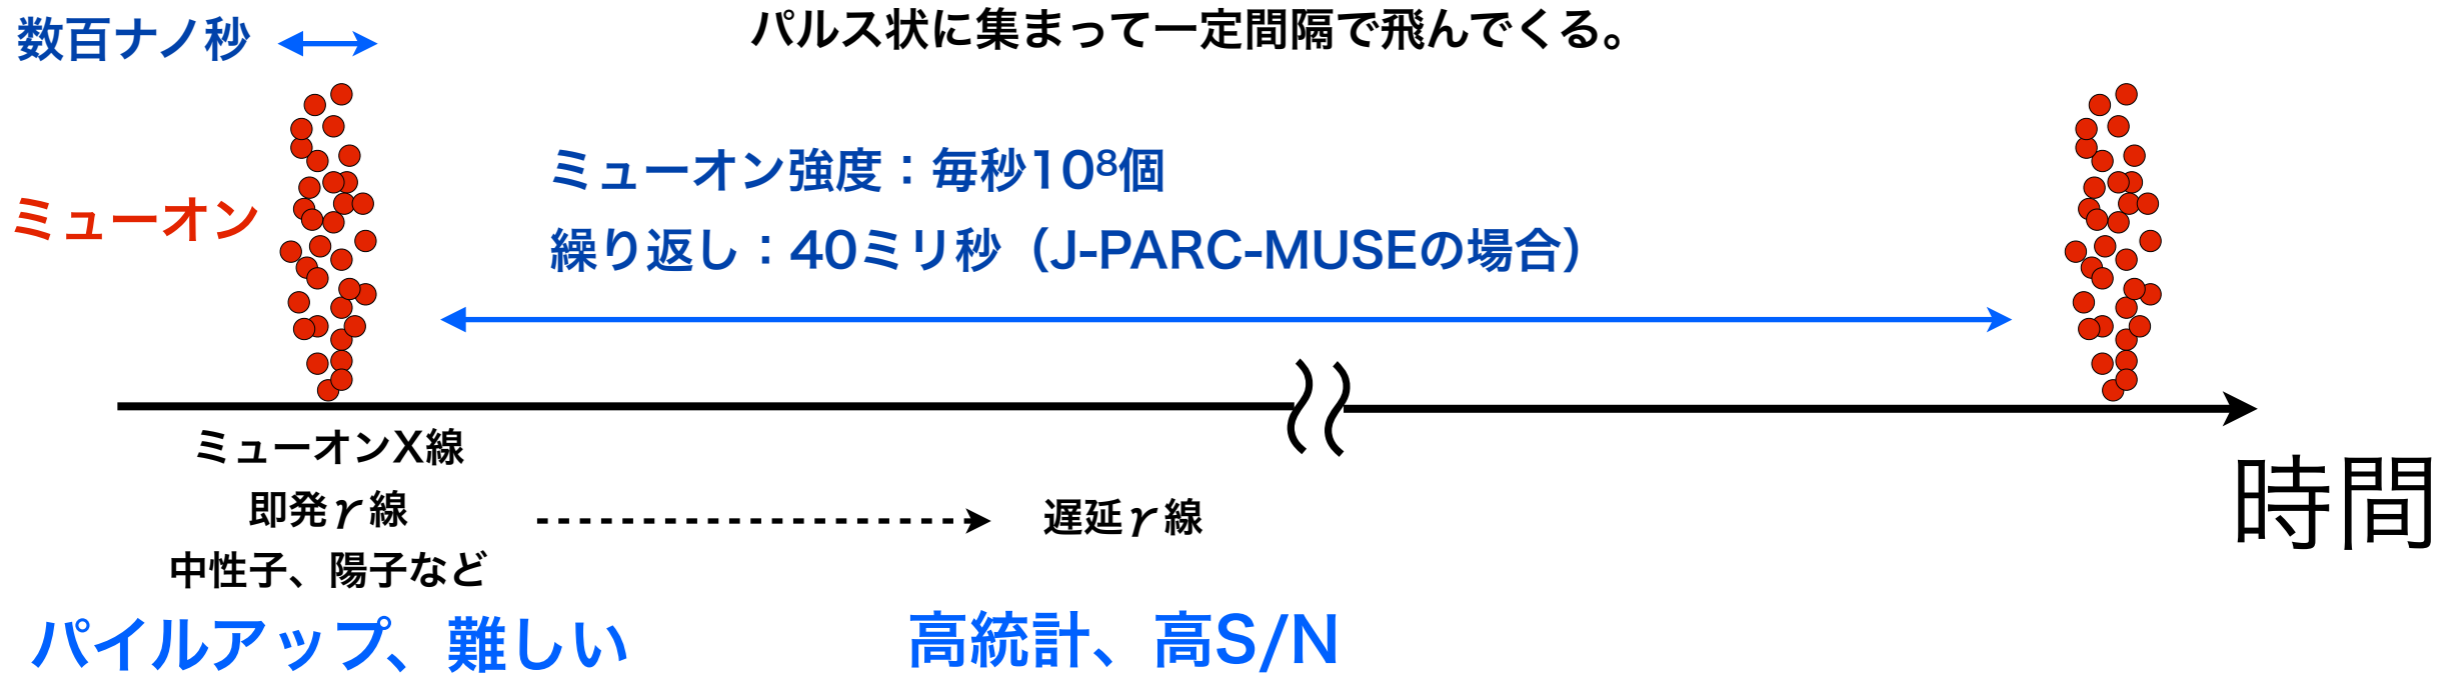 パルス状に集まって一定間隔で飛んでくる。
数百ナノ秒
ミューオン強度：毎秒10⁸個
ミューオン
繰り返し：40ミリ秒（J-PARC-MUSEの場合）
ミューオンX線
即発γ線
遅延γ線
中性子、陽子など
時間
パイルアップ、難しい
高統計、高S/N